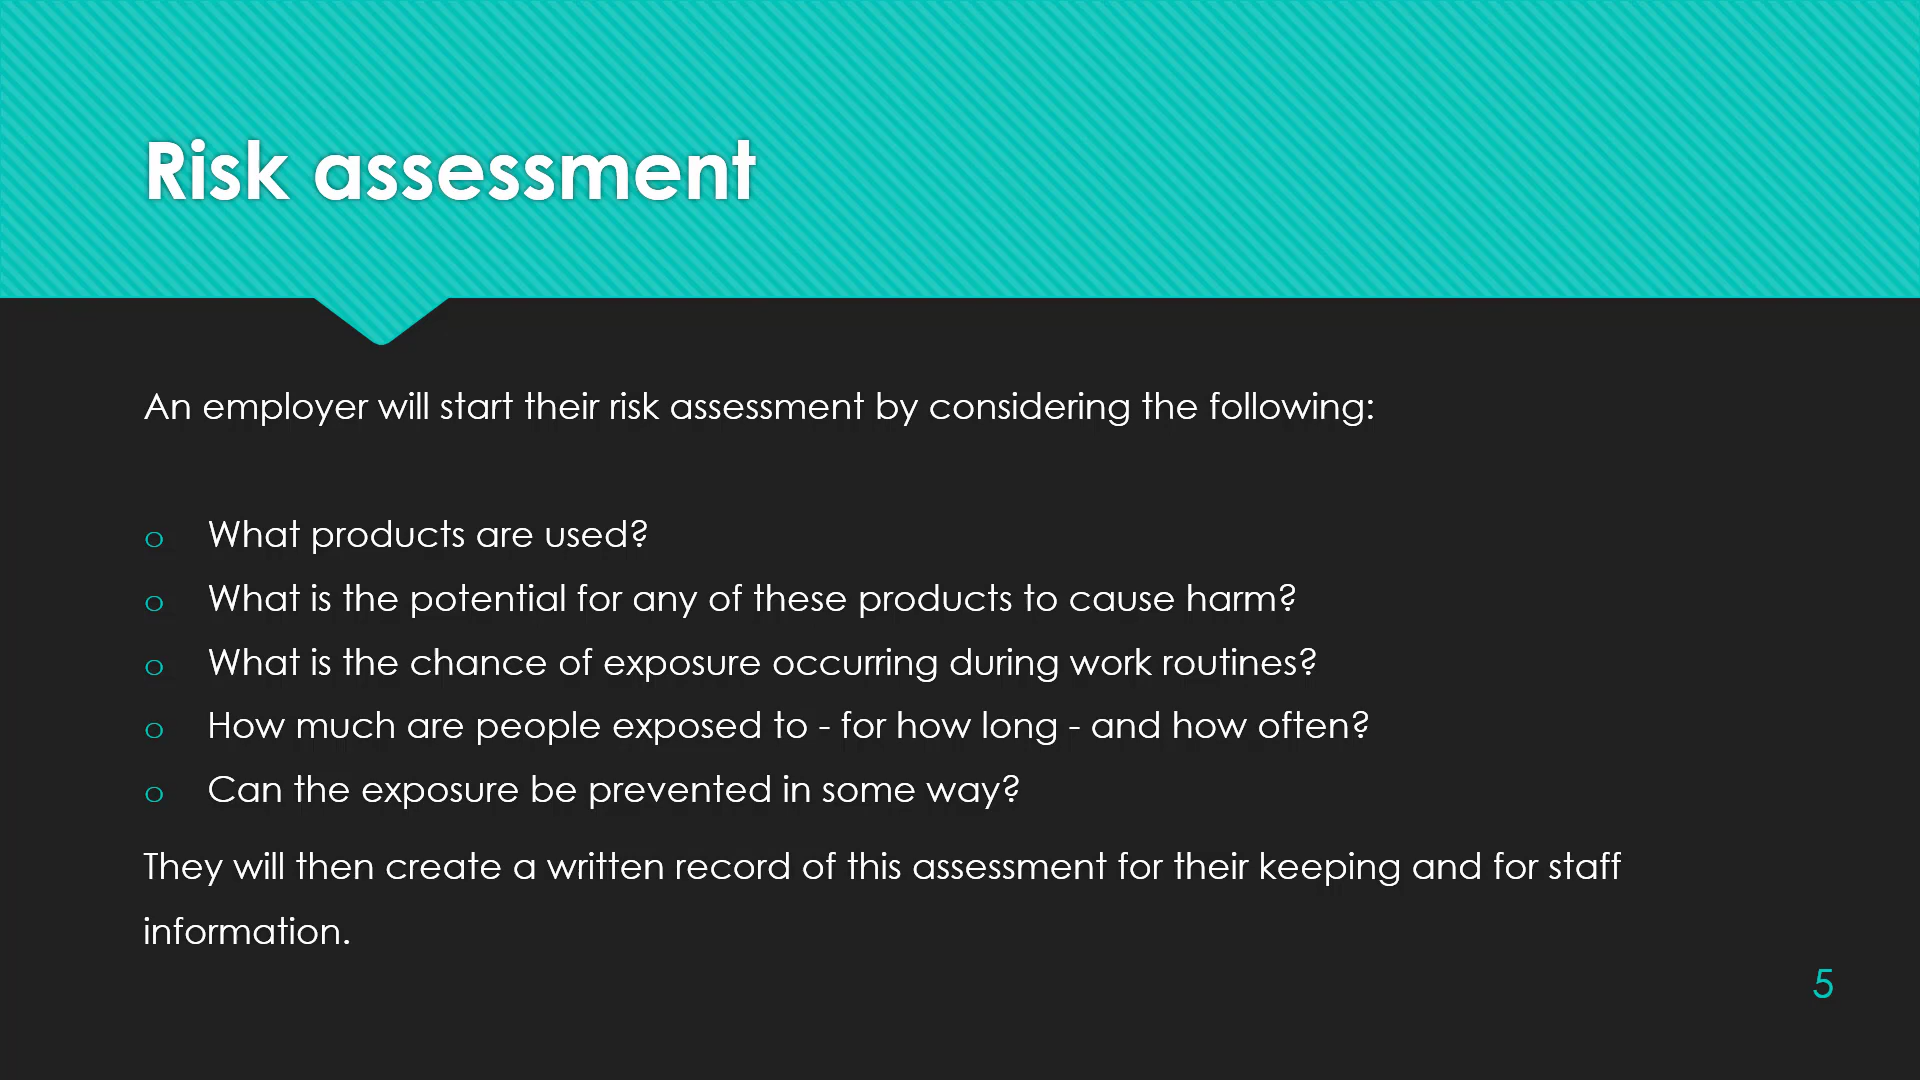 Risk assessment
An employer will start their risk assessment by considering the following:
o What products are used?
o What is the potential for any of these products to cause harm?
o What is the chance of exposure occurring during work routines?
o How much are people exposed to - for how long - and how often?
o Can the exposure be prevented in some way?
They will then create a written record of this assessment for their keeping and for staff
information.
5